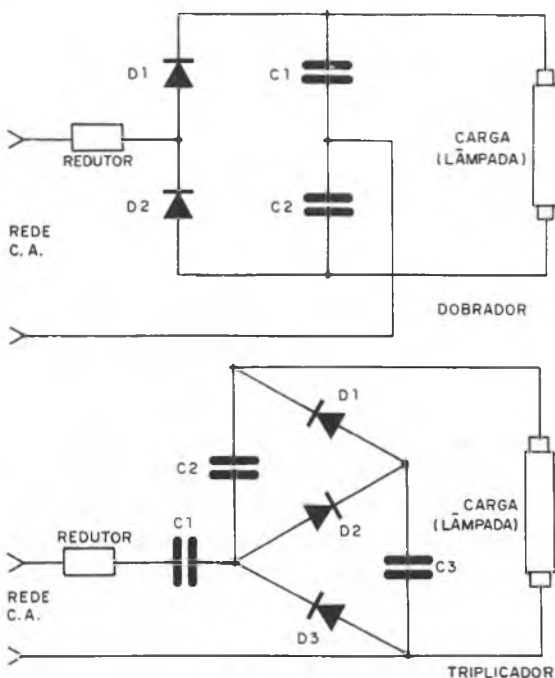 D1
C1
REDUTOR
CARGA
(LÂMPADA)
D2
C2
REDE
C.A.
DOBRADOR
D1
C2
C1
D2
CARGA
(LÂMPADA)
REDUTOR
C3
REDE
C.A.
D3
TRIPLICADOR